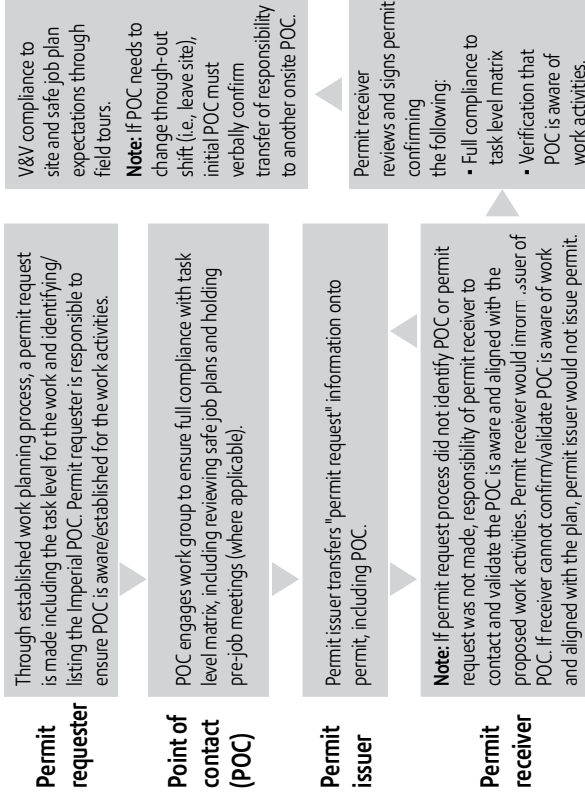 Permit
requester
Through established work planning process, a permit request
is made including the task level for the work and identifying/
listing the Imperial POC. Permit requester is responsible to
ensure POC is aware/established for the work activities.
Point of
contact
(POC)
POC engages work group to ensure full compliance with task
level matrix, including reviewing safe job plans and holding
pre-job meetings (where applicable).
Permit
issuer
Permit issuer transfers "permit request" information onto
permit, including POC.
Permit
receiver
Note: If permit request process did not identify POC or permit
request was not made, responsibility of permit receiver to
contact and validate the POC is aware and aligned with the
proposed work activities. Permit receiver would inform issuer of
POC. If receiver cannot confirm/validate POC is aware of work
and aligned with the plan, permit issuer would not issue permit.
Permit receiver
reviews and signs permit
confirming
the following:
▪ Full compliance to
task level matrix
▪ Verification that
POC is aware of
work activities.
V&V compliance to
site and safe job plan
expectations through
field tours.
Note: If POC needs to
change through-out
shift (i.e., leave site),
initial POC must
verbally confirm
transfer of responsibility
to another onsite POC.